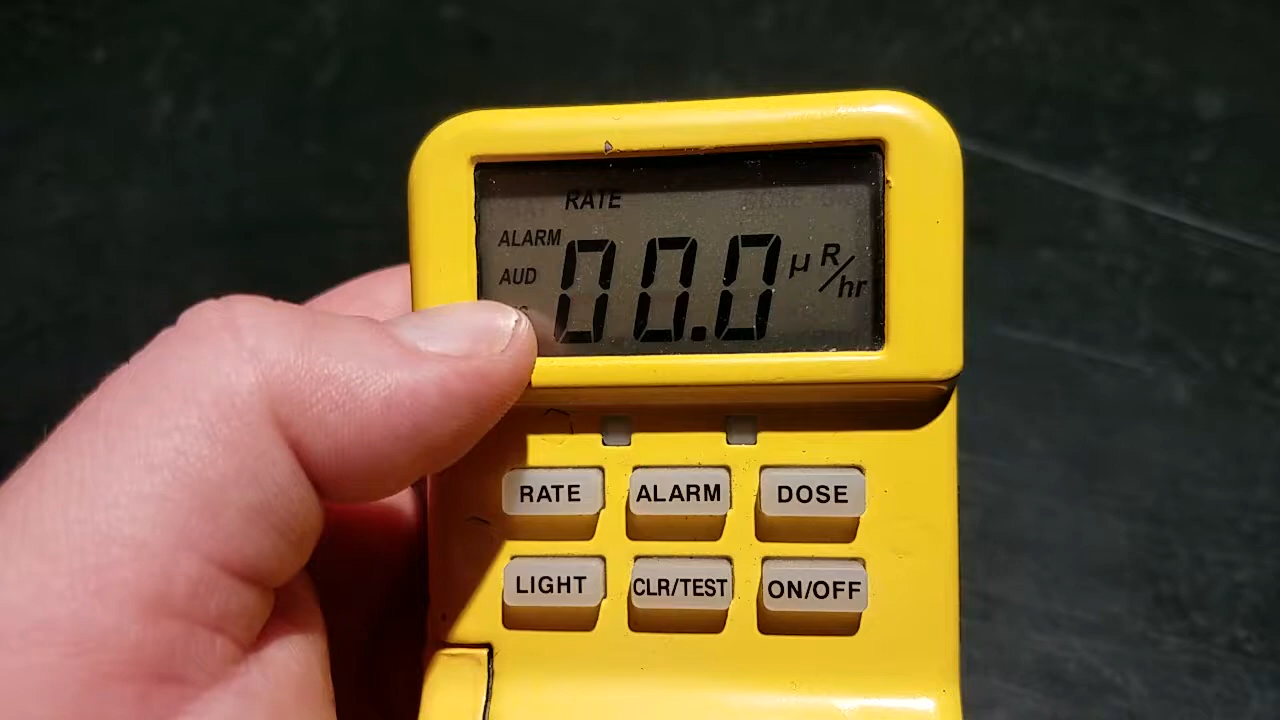 RATE
ALARM
AUD
00.0 µR/hr
RATE ALARM DOSE
LIGHT CLR/TEST ON/OFF